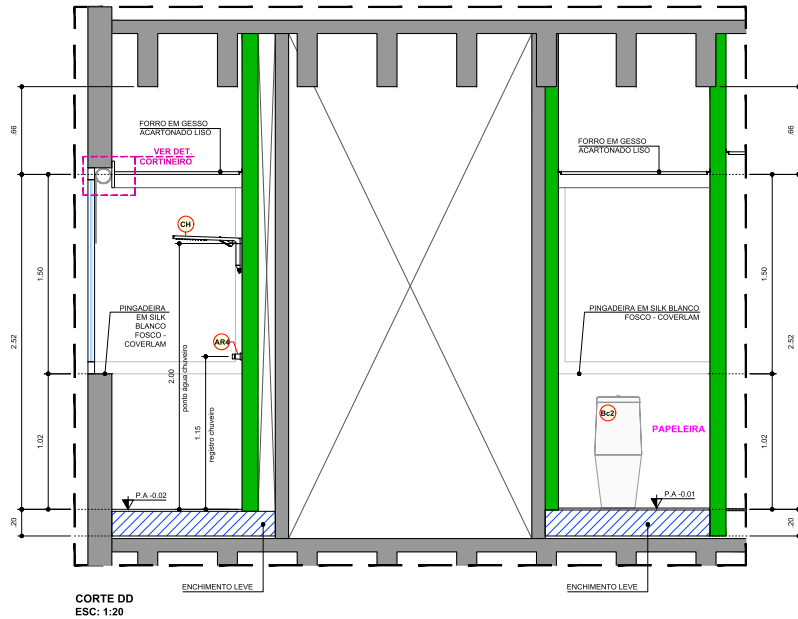 FORRO EM GESSO
ACARTONADO LISO
VER DET.
CORTINEIRO
FORRO EM GESSO
ACARTONADO LISO
.66
.66
CH
1.50
1.50
PINGADEIRA
EM SILK
BLANCO
FOSCO -
COVERLAM
PINGADEIRA EM SILK BLANCO
FOSCO - COVERLAM
AR4
2.52
2.52
2.00
ponto água chuveiro
1.15
registro chuveiro
Bc2
PAPELEIRA
1.02
1.02
P.A -0.02
P.A -0.01
.20
.20
ENCHIMENTO LEVE
ENCHIMENTO LEVE
CORTE DD
ESC: 1:20